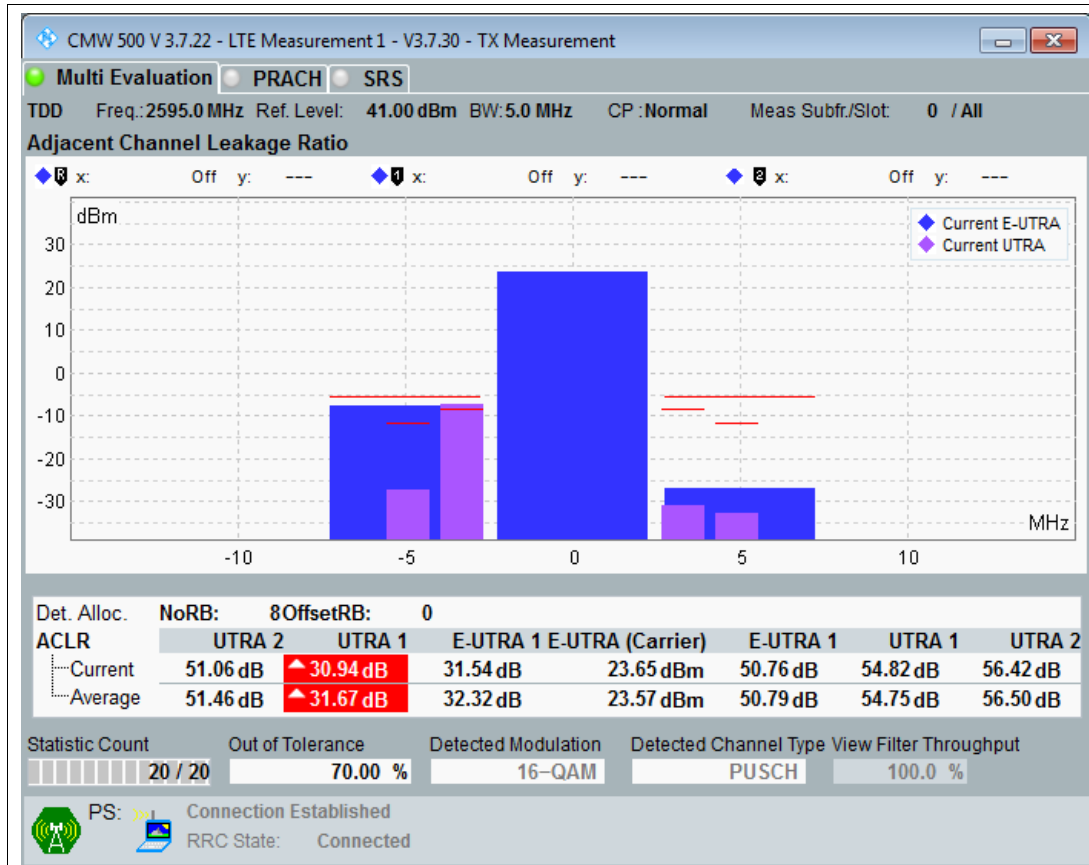 CMW 500 V 3.7.22 - LTE Measurement 1 - V3.7.30 - TX Measurement
Multi Evaluation PRACH SRS
TDD Freq.: 2595.0 MHz Ref. Level: 41.00 dBm BW: 5.0 MHz CP : Normal Meas Subfr./Slot: 0 / All
Adjacent Channel Leakage Ratio
R x: Off y: --- 1 x: Off y: --- 2 x: Off y: ---
dBm
Current E-UTRA
Current UTRA
30
20
10
0
-10
-20
-30
MHz
-10 -5 0 5 10
Det. Alloc. NoRB: 8 OffsetRB: 0
ACLR UTRA 2 UTRA 1 E-UTRA 1 E-UTRA (Carrier) E-UTRA 1 UTRA 1 UTRA 2
Current 51.06 dB 30.94 dB 31.54 dB 23.65 dBm 50.76 dB 54.82 dB 56.42 dB
Average 51.46 dB 31.67 dB 32.32 dB 23.57 dBm 50.79 dB 54.75 dB 56.50 dB
Statistic Count Out of Tolerance Detected Modulation Detected Channel Type View Filter Throughput
20 / 20 70.00 % 16-QAM PUSCH 100.0 %
PS: Connection Established
RRC State: Connected